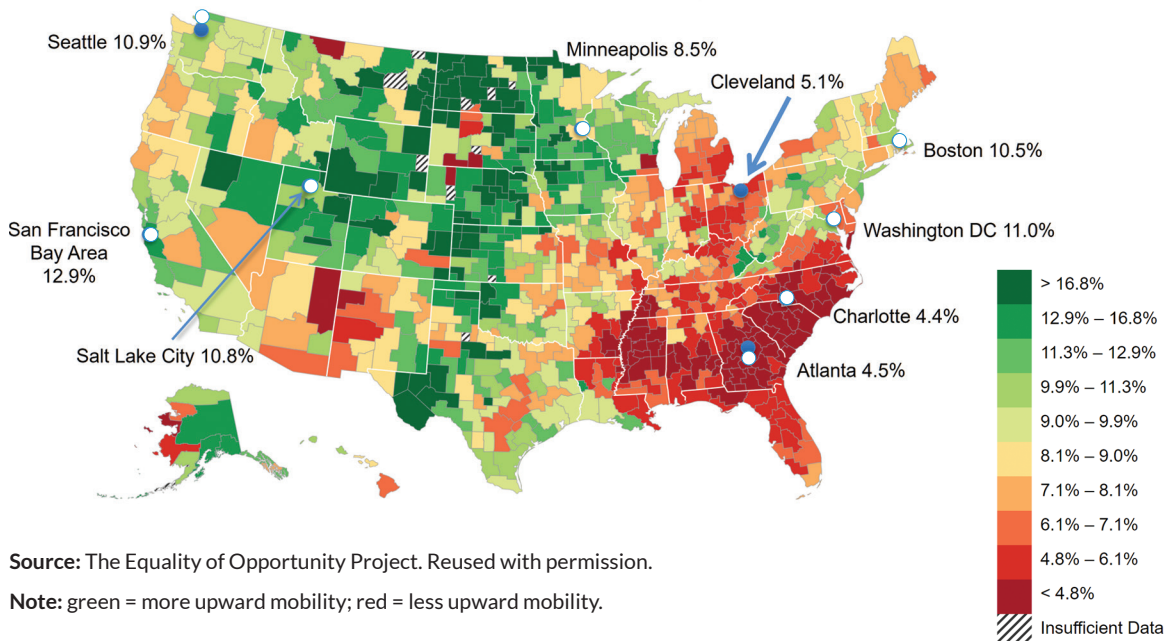 Seattle 10.9%
Minneapolis 8.5%
Cleveland 5.1%
Boston 10.5%
San Francisco
Bay Area
12.9%
Washington DC 11.0%
Charlotte 4.4%
Salt Lake City 10.8%
Atlanta 4.5%
> 16.8%
12.9% – 16.8%
11.3% – 12.9%
9.9% – 11.3%
9.0% – 9.9%
8.1% – 9.0%
7.1% – 8.1%
6.1% – 7.1%
4.8% – 6.1%
< 4.8%
Insufficient Data
Source: The Equality of Opportunity Project. Reused with permission.
Note: green = more upward mobility; red = less upward mobility.